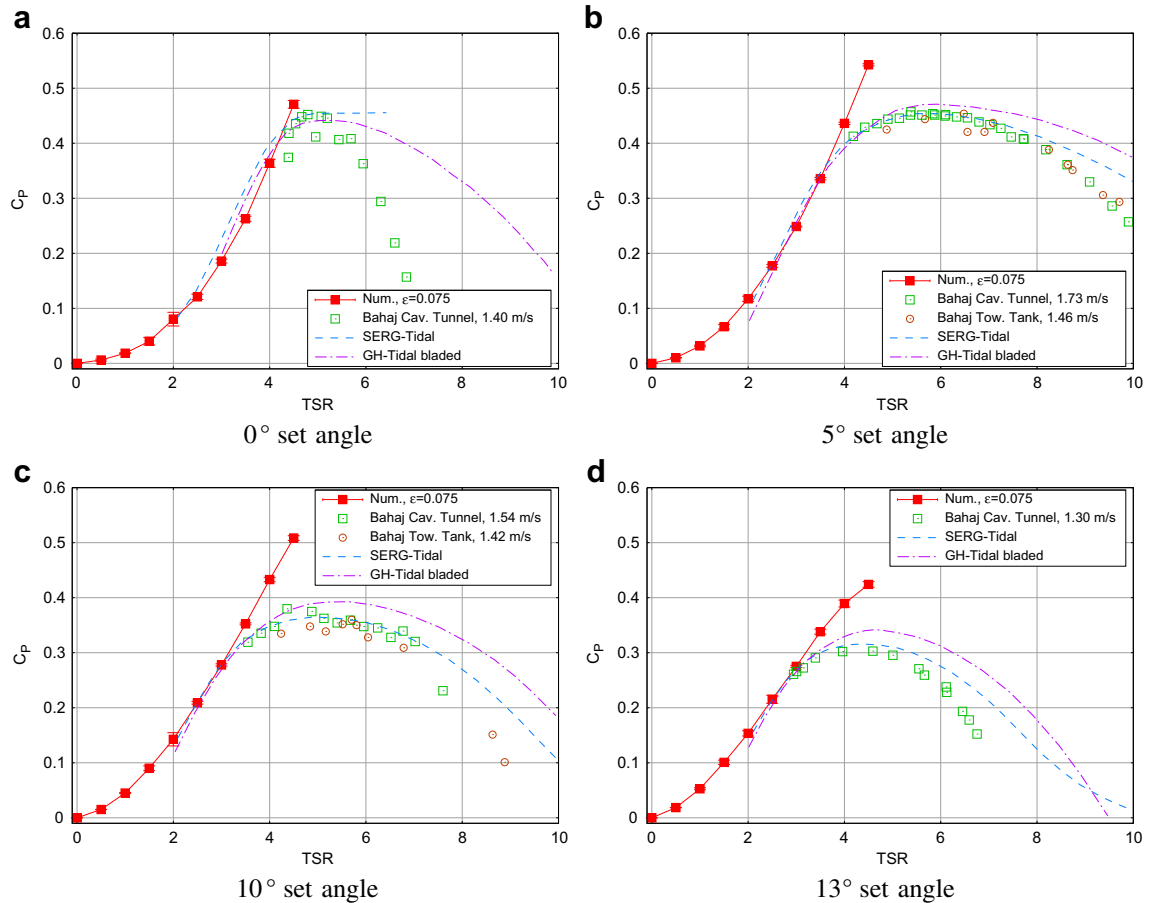 a
0.6
0.5
0.4
0.3
0.2
0.1
0
C_P
0 2 4 6 8 10
TSR
Num., ε=0.075
Bahaj Cav. Tunnel, 1.40 m/s
SERG-Tidal
GH-Tidal bladed
0° set angle
b
0.6
0.5
0.4
0.3
0.2
0.1
0
C_P
0 2 4 6 8 10
TSR
Num., ε=0.075
Bahaj Cav. Tunnel, 1.73 m/s
Bahaj Tow. Tank, 1.46 m/s
SERG-Tidal
GH-Tidal bladed
5° set angle
c
0.6
0.5
0.4
0.3
0.2
0.1
0
C_P
0 2 4 6 8 10
TSR
Num., ε=0.075
Bahaj Cav. Tunnel, 1.54 m/s
Bahaj Tow. Tank, 1.42 m/s
SERG-Tidal
GH-Tidal bladed
10° set angle
d
0.6
0.5
0.4
0.3
0.2
0.1
0
C_P
0 2 4 6 8 10
TSR
Num., ε=0.075
Bahaj Cav. Tunnel, 1.30 m/s
SERG-Tidal
GH-Tidal bladed
13° set angle